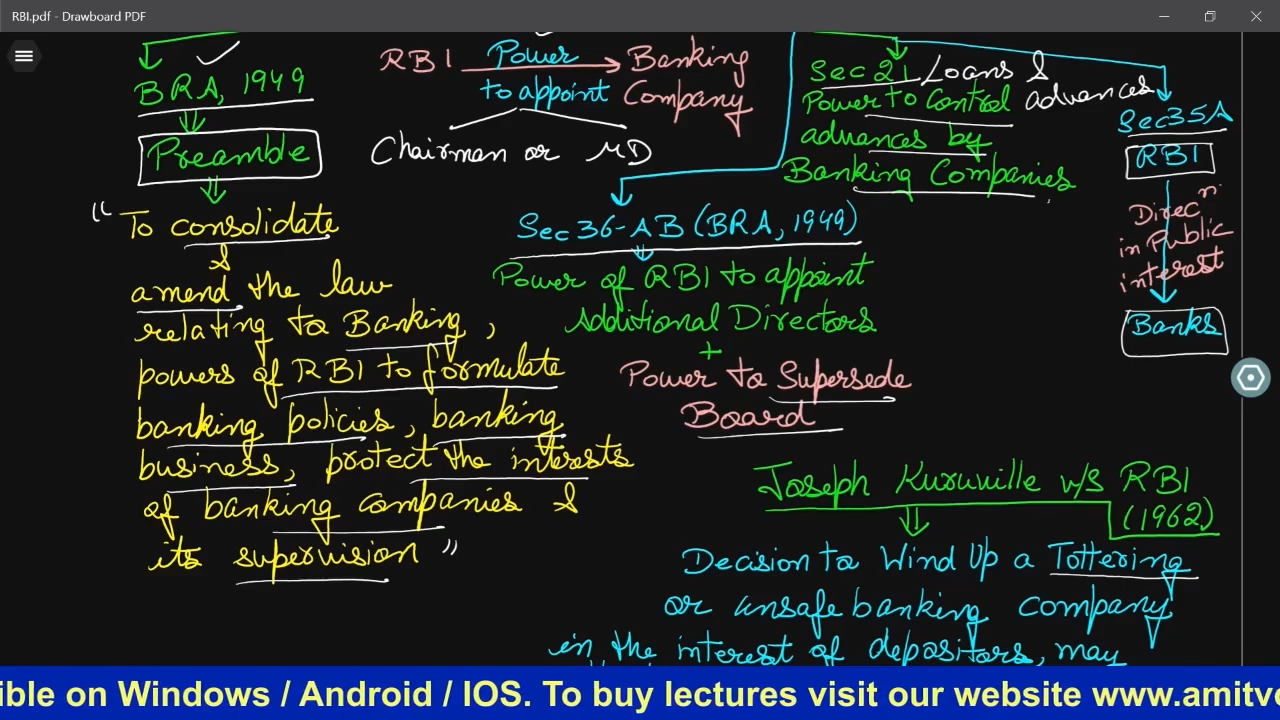 RBI.pdf - Drawboard PDF
BRA, 1949
Preamble
“ To consolidate
&
amend the law
relating to Banking,
powers of RBI to formulate
banking policies, banking
business, protect the interests
of banking companies &
its supervision ”
RBI Power Banking
to appoint Company
Chairman or MD
Sec 21 Loans &
Power to Control advances
advances by
Banking Companies
Sec35A
RBI
Direcⁿ
in Public
interest
Banks
Sec 36-AB (BRA, 1949)
Power of RBI to appoint
Additional Directors
+
Power to Supersede
Board
Joseph Kuruville v/s RBI
(1962)
Decision to Wind Up a Tottering
or unsafe banking company
in the interest of depositors, may
ible on Windows / Android / IOS. To buy lectures visit our website www.amitv